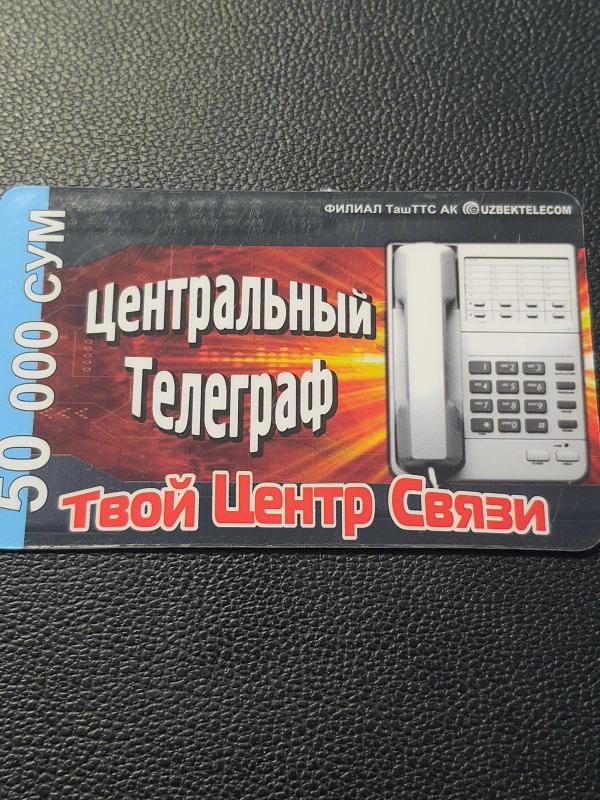 ФИЛИАЛ ТашТТС АК UZBEKTELECOM
50 000 сум
Центральный
Телеграф
Твой Центр Связи